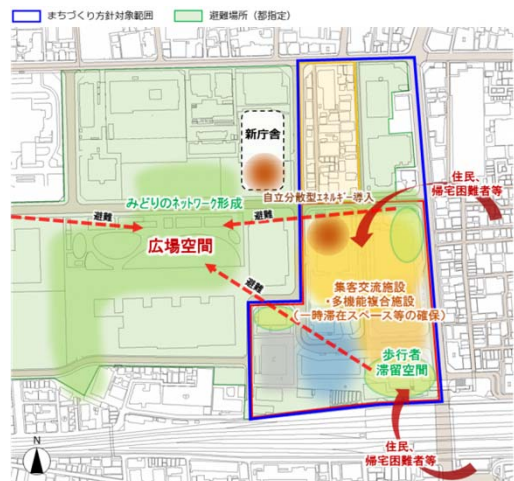 まちづくり方針対象範囲
避難場所（都指定）
新庁舎
みどりのネットワーク形成
自立分散型エネルギー導入
住民、
帰宅困難者等
避難
避難
広場空間
避難
集客交流施設
・多機能複合施設
（一時滞在スペース等の確保）
歩行者
滞留空間
住民、
帰宅困難者等
N